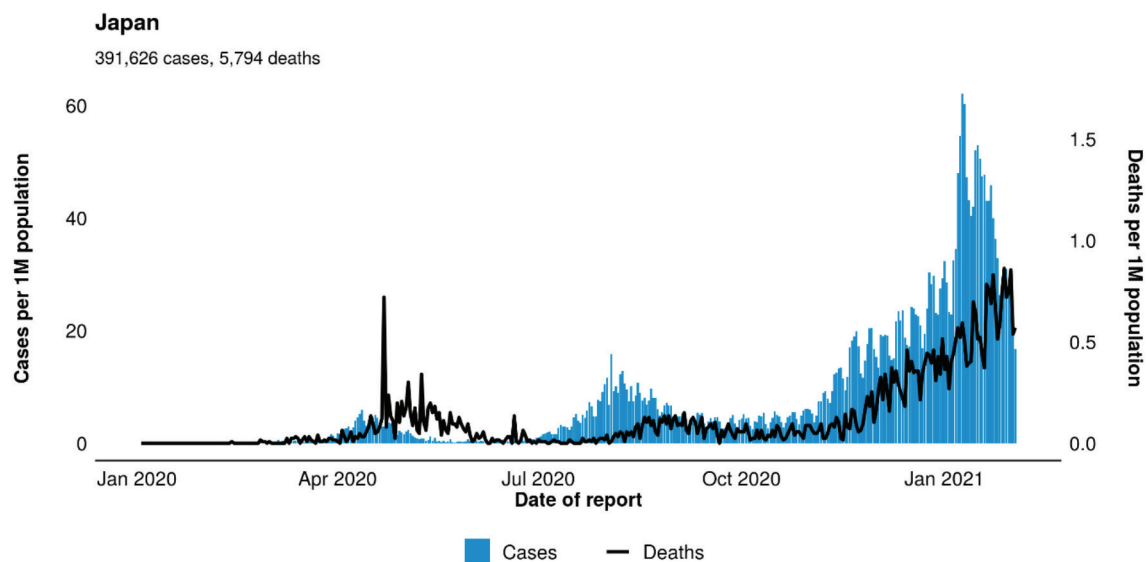 Japan
391,626 cases, 5,794 deaths
Cases per 1M population
60
40
20
0
Deaths per 1M population
1.5
1.0
0.5
0.0
Jan 2020 Apr 2020 Jul 2020 Oct 2020 Jan 2021
Date of report
Cases Deaths